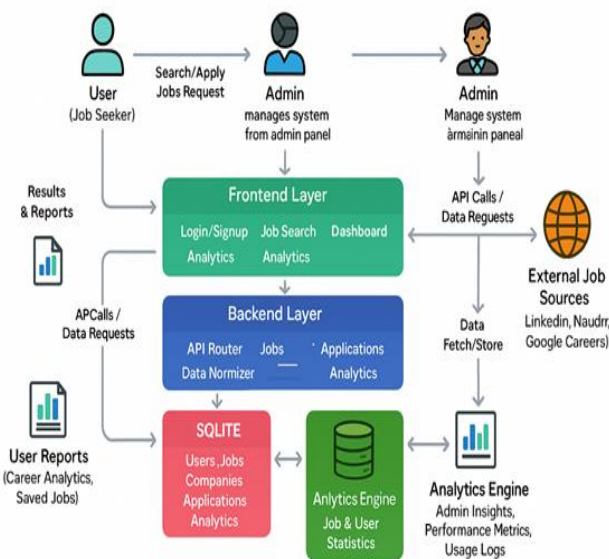 Search/Apply
Jobs Request
User
(Job Seeker)
Admin
manages system
from admin panel
Admin
Manage system
àrmainin paneal
Results
& Reports
Frontend Layer
Login/Signup Job Search Dashboard
Analytics Analytics
API Calls /
Data Reguests
External Job
Sources
Linkedin, Naudrr,
Google Careers)
APCalls /
Data Requests
Backend Layer
API Router Jobs Applications
Data Normizer Analytics
Data
Fetch/Store
User Reports
(Career Analytics,
Saved Jobs)
SQLITE
Users ,Jobs
Companies
Applications
Analytics
Anlytics Engine
Job & User
Statistics
Analytics Engine
Admin Insights,
Performance Metrics,
Usage Logs